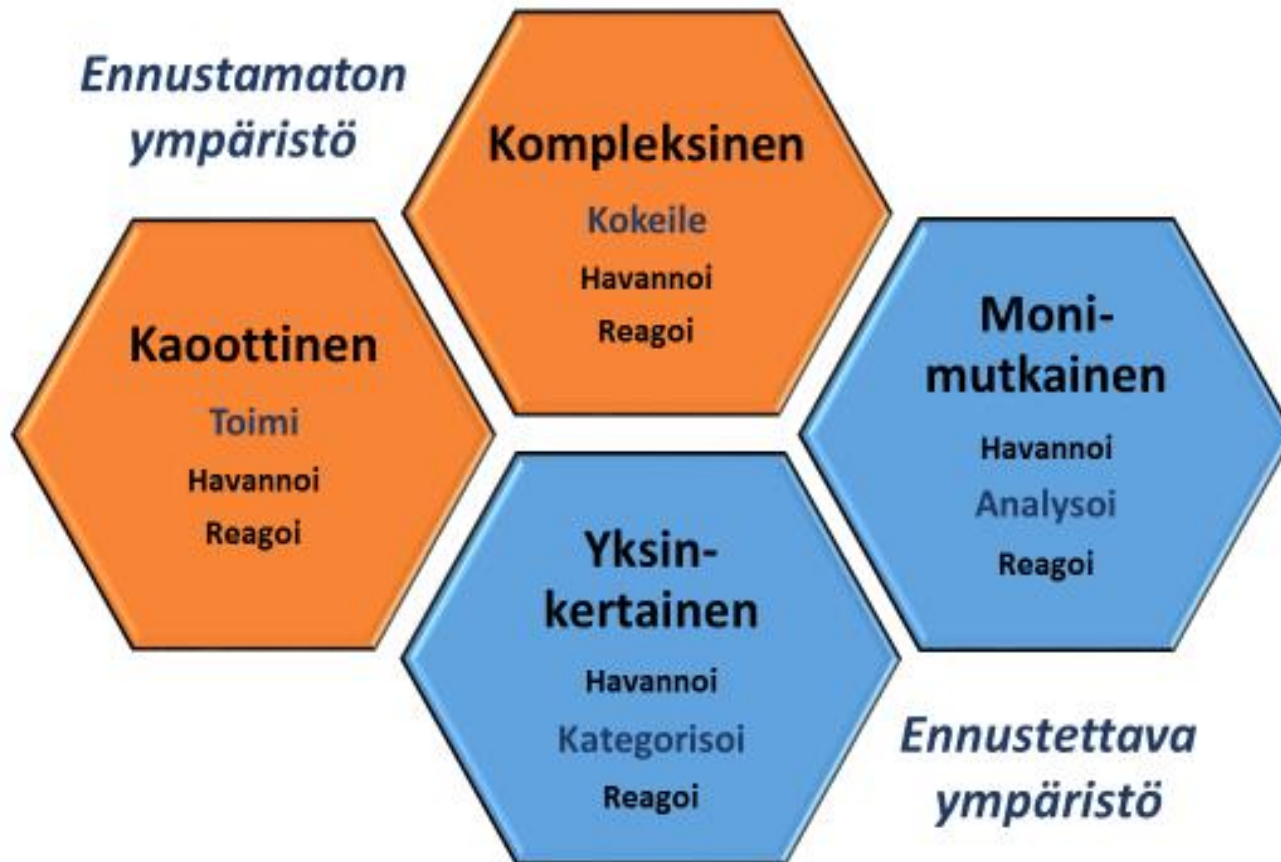 Ennustamaton
ympäristö
Kompleksinen
Kokeile
Havannoi
Reagoi
Kaoottinen
Toimi
Havannoi
Reagoi
Moni-
mutkainen
Havannoi
Analysoi
Reagoi
Yksin-
kertainen
Havannoi
Kategorisoi
Reagoi
Ennustettava
ympäristö